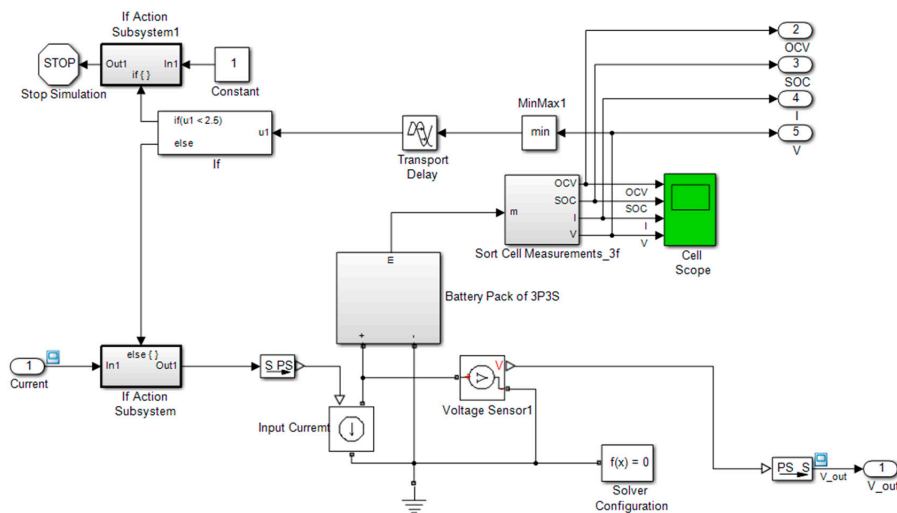 If Action
Subsystem1
STOP
Out1
In1
if { }
1
Constant
Stop Simulation
if(u1 < 2.5)
else
u1
If
Transport
Delay
MinMax1
min
2
OCV
3
SOC
4
I
5
V
m
OCV
SOC
I
V
OCV
SOC
I
V
Sort Cell Measurements_3f
Cell
Scope
m
+
-
Battery Pack of 3P3S
1
Current
else { }
In1
Out1
If Action
Subsystem
S PS
Input Curremt
V
V
Voltage Sensor1
f(x) = 0
Solver
Configuration
PS S
V_out
1
V_out